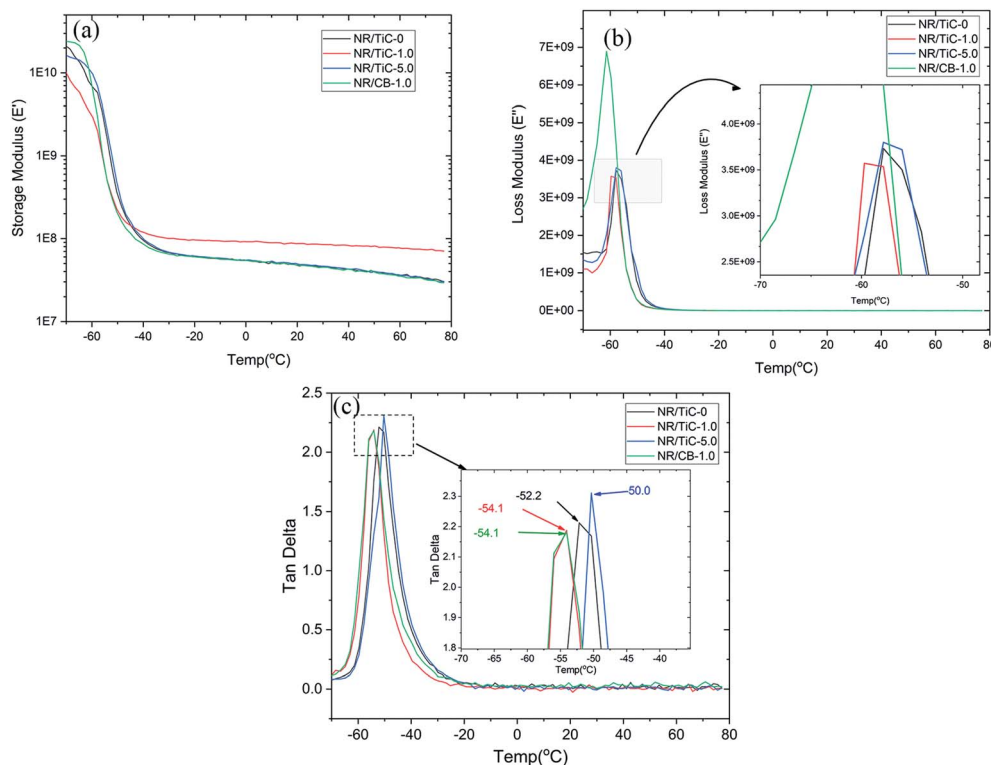 (a)
NR/TiC-0
NR/TiC-1.0
NR/TiC-5.0
NR/CB-1.0
Storage Modulus (E')
1E10
1E9
1E8
1E7
-60 -40 -20 0 20 40 60 80
Temp(ºC)
(b)
NR/TiC-0
NR/TiC-1.0
NR/TiC-5.0
NR/CB-1.0
Loss Modulus (E")
7E+09
6E+09
5E+09
4E+09
3E+09
2E+09
1E+09
0E+00
-60 -40 -20 0 20 40 60 80
Temp(ºC)
Loss Modulus (E")
4.0E+09
3.5E+09
3.0E+09
2.5E+09
-70 -60 -50
Temp(ºC)
(c)
NR/TiC-0
NR/TiC-1.0
NR/TiC-5.0
NR/CB-1.0
Tan Delta
2.5
2.0
1.5
1.0
0.5
0.0
-60 -40 -20 0 20 40 60 80
Temp(ºC)
Tan Delta
2.3
2.2
2.1
2.0
1.9
1.8
-52.2
-50.0
-54.1
-54.1
-70 -65 -60 -55 -50 -45 -40
Temp(ºC)